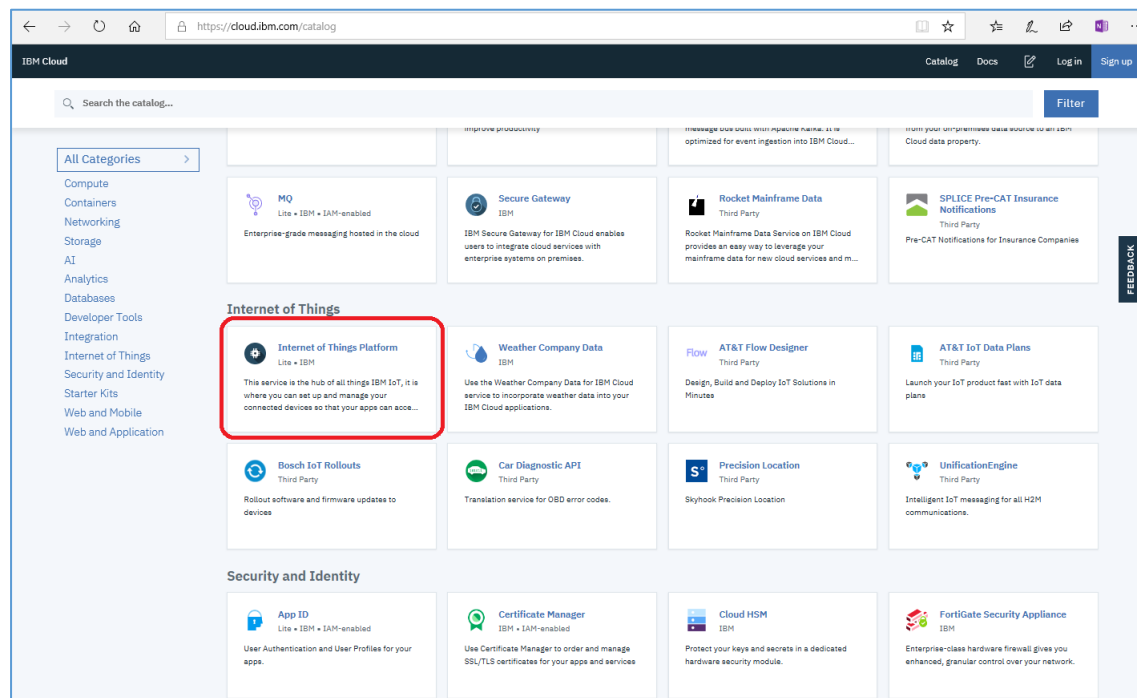 https://cloud.ibm.com/catalog
IBM Cloud
Catalog
Docs
Log in
Sign up
Search the catalog...
Filter
All Categories
Compute
Containers
Networking
Storage
AI
Analytics
Databases
Developer Tools
Integration
Internet of Things
Security and Identity
Starter Kits
Web and Mobile
Web and Application
improve productivity
message bus built with Apache Kafka. It is
optimized for event ingestion into IBM Cloud...
from your on-premises data source to an IBM
Cloud data property.
MQ
Lite • IBM • IAM-enabled
Enterprise-grade messaging hosted in the cloud
Secure Gateway
IBM
IBM Secure Gateway for IBM Cloud enables
users to integrate cloud services with
enterprise systems on premises.
Rocket Mainframe Data
Third Party
Rocket Mainframe Data Service on IBM Cloud
provides an easy way to leverage your
mainframe data for new cloud services and m...
SPLICE Pre-CAT Insurance
Notifications
Third Party
Pre-CAT Notifications for Insurance Companies
FEEDBACK
Internet of Things
Internet of Things Platform
Lite • IBM
This service is the hub of all things IBM IoT, it is
where you can set up and manage your
connected devices so that your apps can acce...
Weather Company Data
IBM
Use the Weather Company Data for IBM Cloud
service to incorporate weather data into your
IBM Cloud applications.
Flow
AT&T Flow Designer
Third Party
Design, Build and Deploy IoT Solutions in
Minutes
AT&T IoT Data Plans
Third Party
Launch your IoT product fast with IoT data
plans
Bosch IoT Rollouts
Third Party
Rollout software and firmware updates to
devices
Car Diagnostic API
Third Party
Translation service for OBD error codes.
S°
Precision Location
Third Party
Skyhook Precision Location
UnificationEngine
Third Party
Intelligent IoT messaging for all H2M
communications.
Security and Identity
App ID
Lite • IBM • IAM-enabled
User Authentication and User Profiles for your
apps.
Certificate Manager
IBM • IAM-enabled
Use Certificate Manager to order and manage
SSL/TLS certificates for your apps and services
Cloud HSM
IBM
Protect your keys and secrets in a dedicated
hardware security module.
FortiGate Security Appliance
IBM
Enterprise-class hardware firewall gives you
enhanced, granular control over your network.